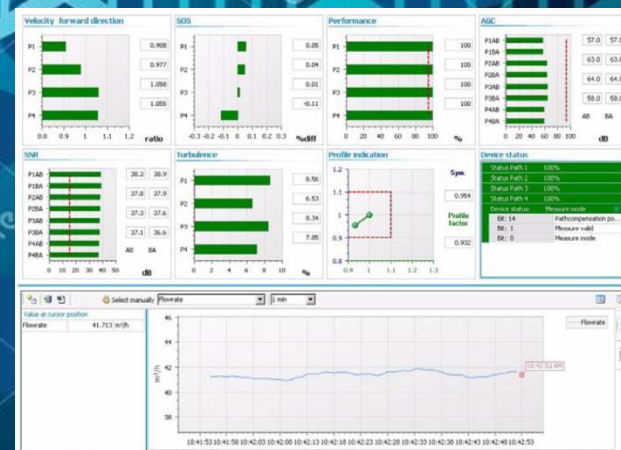 Velocity forward direction
P1 0.908
P2 0.977
P3 1.058
P4 1.055
0.8 0.9 1 1.1 1.2 ratio
SOS
P1 0.05
P2 0.04
P3 0.01
P4 -0.11
-0.3 -0.2 -0.1 0 0.1 0.2 0.3 %diff
Performance
P1 100
P2 100
P3 100
P4 100
0 20 40 60 80 100 %
AGC
P1AB 57.0 57.0
P1BA
P2AB 63.0 63.0
P2BA
P3AB 64.0 64.0
P3BA 58.0 58.0
P4AB AB BA
P4BA
0 20 40 60 80 100 dB
SNR
P1AB 38.3 38.9
P1BA
P2AB 37.8 37.9
P2BA
P3AB 37.3 37.6
P3BA 37.1 36.6
P4AB AB BA
P4BA
0 10 20 30 40 50 dB
Turbulence
P1 8.56
P2 6.53
P3 8.34
P4 7.05
0 2 4 6 8 10 %
Profile indication
1.2
1.1
1
0.9
0.8
0.9 1 1.1 1.2 1.3
Sym.
0.954
Profile
factor
0.932
Device status
Status Path 1 100%
Status Path 2 100%
Status Path 3 100%
Status Path 4 100%
Device status: Measure mode
Bit: 14 Pathcompensation po...
Bit: 1 Measure valid
Bit: 0 Measure mode
Select manually Flowrate 1 min
Value at cursor position
Flowrate 41.713 m³/h
46
44
42
40
38
m³/h
Flowrate
10:42:53 AM
10:41:53 10:41:58 10:42:03 10:42:08 10:42:13 10:42:18 10:42:23 10:42:28 10:42:33 10:42:38 10:42:43 10:42:48 10:42:53